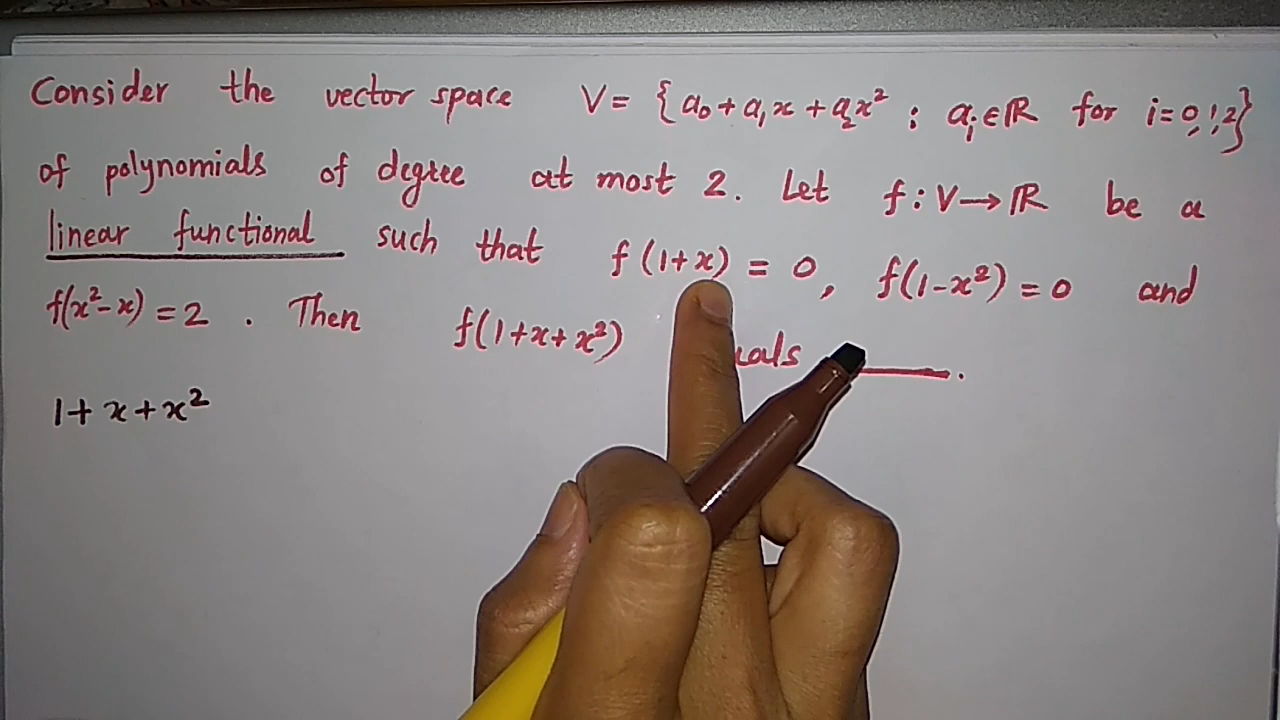 Consider the vector space V = {a₀ + a₁x + a₂x² : aᵢ ∈ ℝ for i=0,1,2}
of polynomials of degree at most 2. Let f : V → ℝ be a
linear functional such that f(1+x) = 0, f(1-x²) = 0 and
f(x²-x) = 2. Then f(1+x+x²) ______.
1 + x + x²